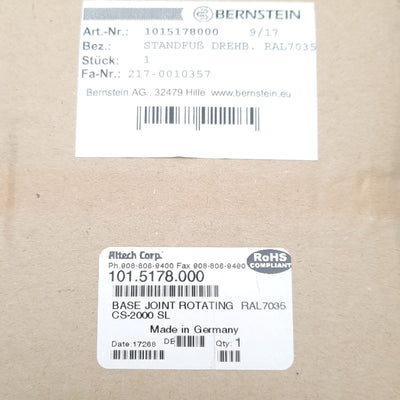 BERNSTEIN
Art.-Nr.: 1015178000 9/17
Bez.: STANDFUß DREHB. RAL7035
Stück: 1
Fa-Nr.: 217-0010357
Bernstein AG . 32479 Hille www.bernstein.eu
Altech Corp.®
Ph.908-806-9400 Fax 908-806-9490
RoHS
COMPLIANT
101.5178.000
BASE JOINT ROTATING RAL7035
CS-2000 SL
Made in Germany
Date:17268 DB Qty: 1